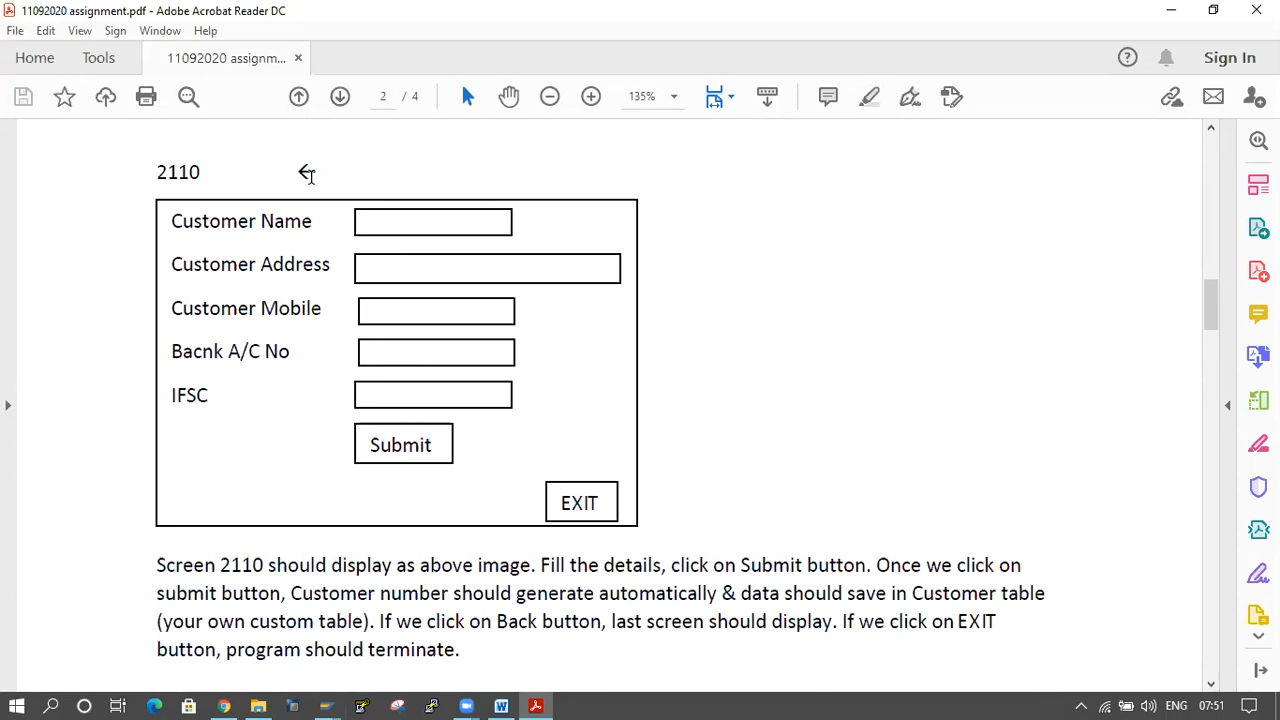 11092020 assignment.pdf - Adobe Acrobat Reader DC
File Edit View Sign Window Help
Home Tools 11092020 assignm... × Sign In
2 / 4 135%
2110 ←
Customer Name
Customer Address
Customer Mobile
Bacnk A/C No
IFSC
Submit
EXIT
Screen 2110 should display as above image. Fill the details, click on Submit button. Once we click on
submit button, Customer number should generate automatically & data should save in Customer table
(your own custom table). If we click on Back button, last screen should display. If we click on EXIT
button, program should terminate.
ENG 07:51